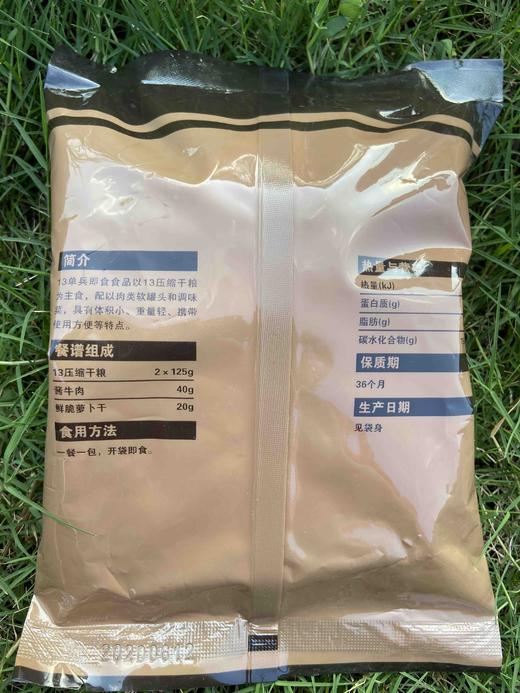 简介
13单兵即食食品以13压缩干粮
为主食，配以肉类软罐头和调味
菜，具有体积小、重量轻、携带
使用方便等特点。
餐谱组成
13压缩干粮 2×125g
酱牛肉 40g
鲜脆萝卜干 20g
食用方法
一餐一包，开袋即食。
热量与
热量(kJ)
蛋白质(g)
脂肪(g)
碳水化合物(g)
保质期
36个月
生产日期
见袋身